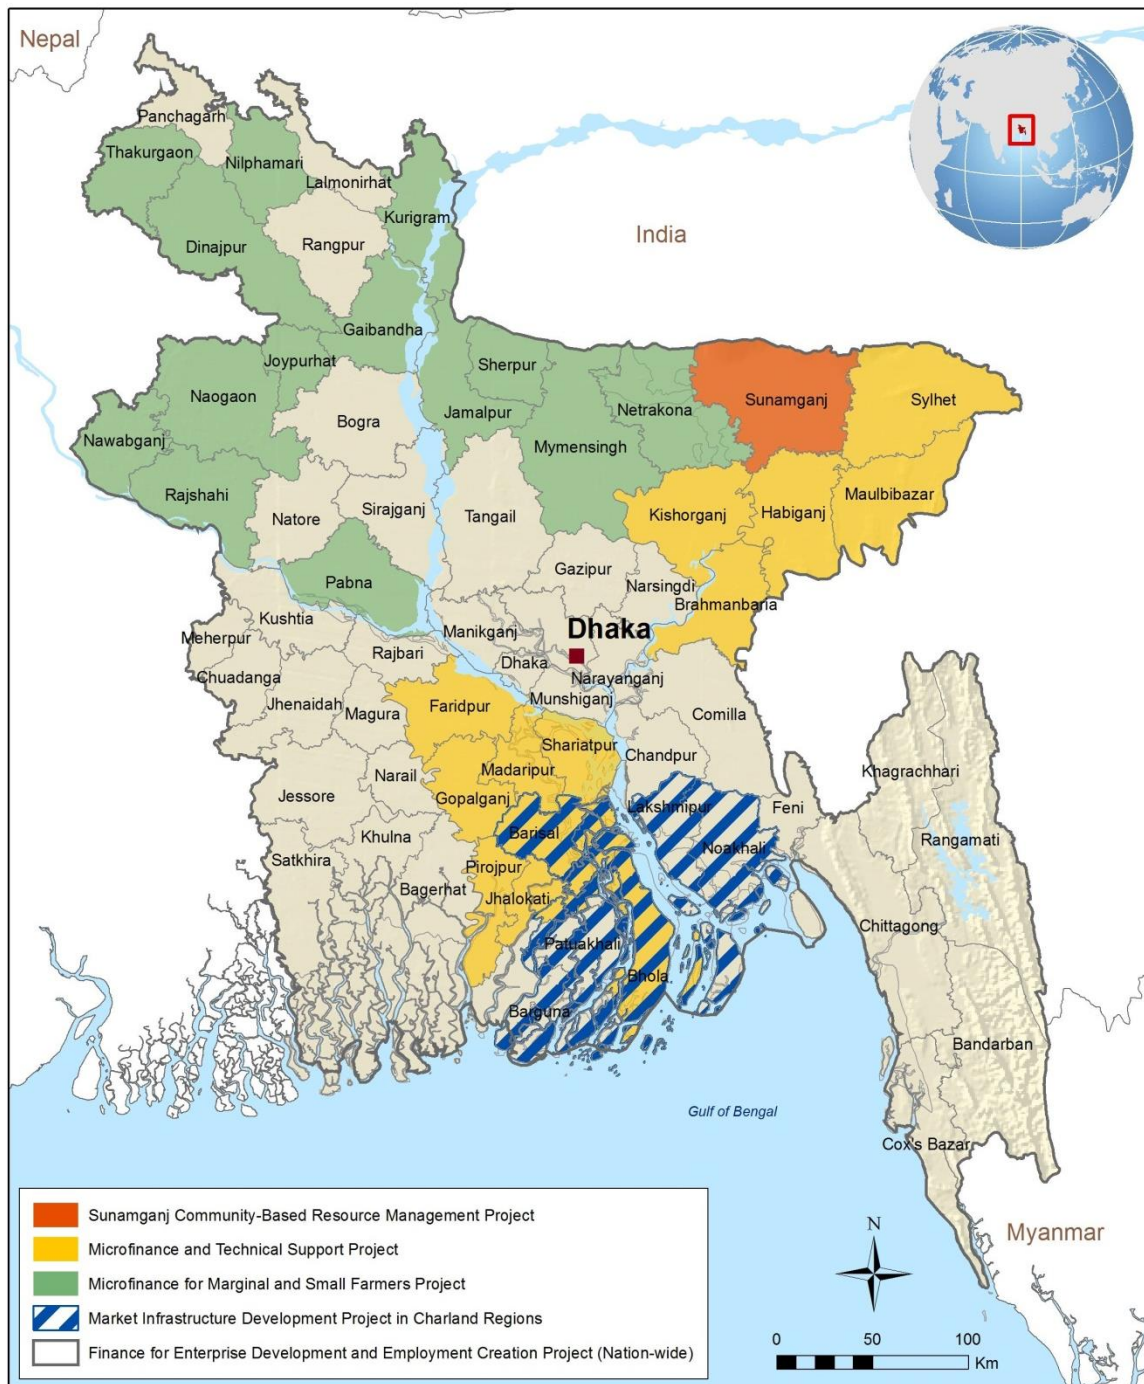 Nepal
Panchagarh
Thakurgaon
Nilphamari
Lalmonirhat
Kurigram
Rangpur
Dinajpur
India
Gaibandha
Joypurhat
Sherpur
Naogaon
Bogra
Jamalpur
Netrakona
Sunamganj
Sylhet
Nawabganj
Mymensingh
Rajshahi
Sirajganj
Natore
Tangail
Kishorganj
Habiganj
Maulbibazar
Pabna
Gazipur
Narsingdi
Brahmanbaria
Kushtia
Meherpur
Manikganj
Dhaka
Rajbari
Dhaka
Chuadanga
Narayanganj
Munshiganj
Jhenaidah
Magura
Faridpur
Comilla
Shariatpur
Chandpur
Madaripur
Narail
Khagrachhari
Jessore
Gopalganj
Lakshmipur
Feni
Khulna
Barisal
Noakhali
Rangamati
Satkhira
Pirojpur
Bagerhat
Jhalokati
Chittagong
Patuakhali
Bhola
Barguna
Bandarban
Gulf of Bengal
Cox's Bazar
Myanmar
Sunamganj Community-Based Resource Management Project
Microfinance and Technical Support Project
Microfinance for Marginal and Small Farmers Project
Market Infrastructure Development Project in Charland Regions
Finance for Enterprise Development and Employment Creation Project (Nation-wide)
N
0 50 100
Km